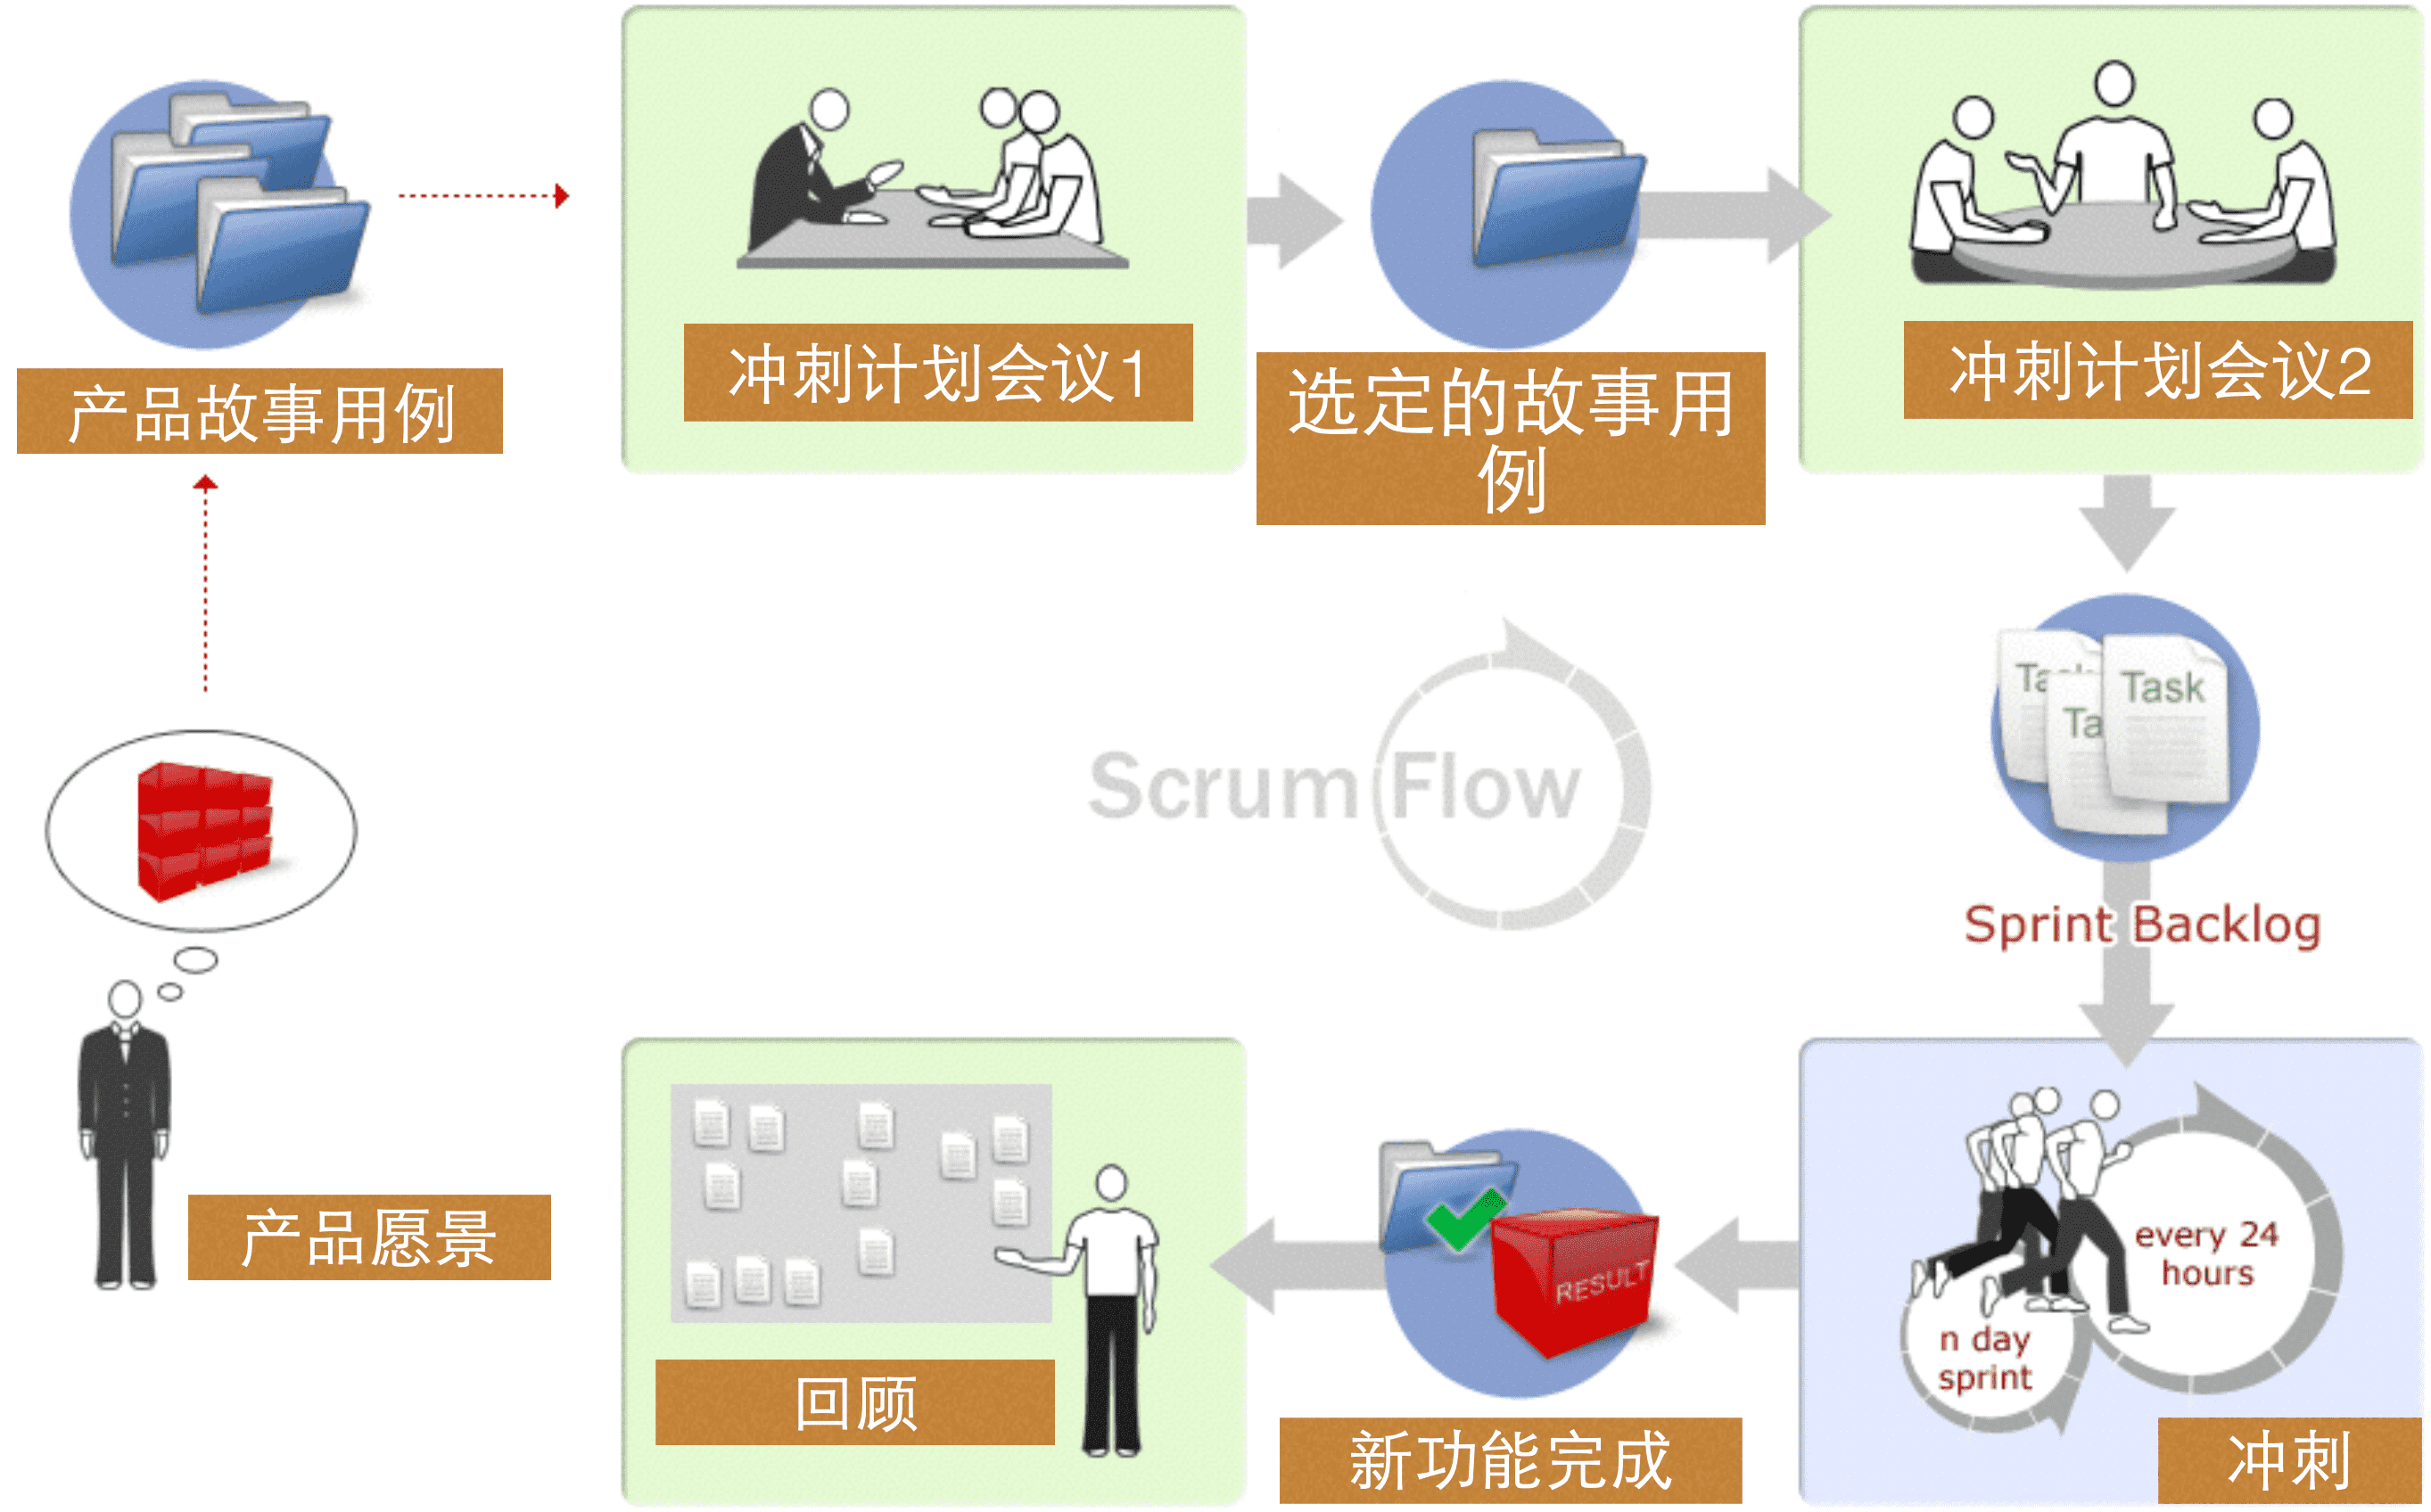 冲刺计划会议1
冲刺计划会议2
产品故事用例
选定的故事用
例
Task
Ta
Task
Scrum Flow
Sprint Backlog
产品愿景
every 24
hours
RESULT
n day
sprint
回顾
新功能完成
冲刺